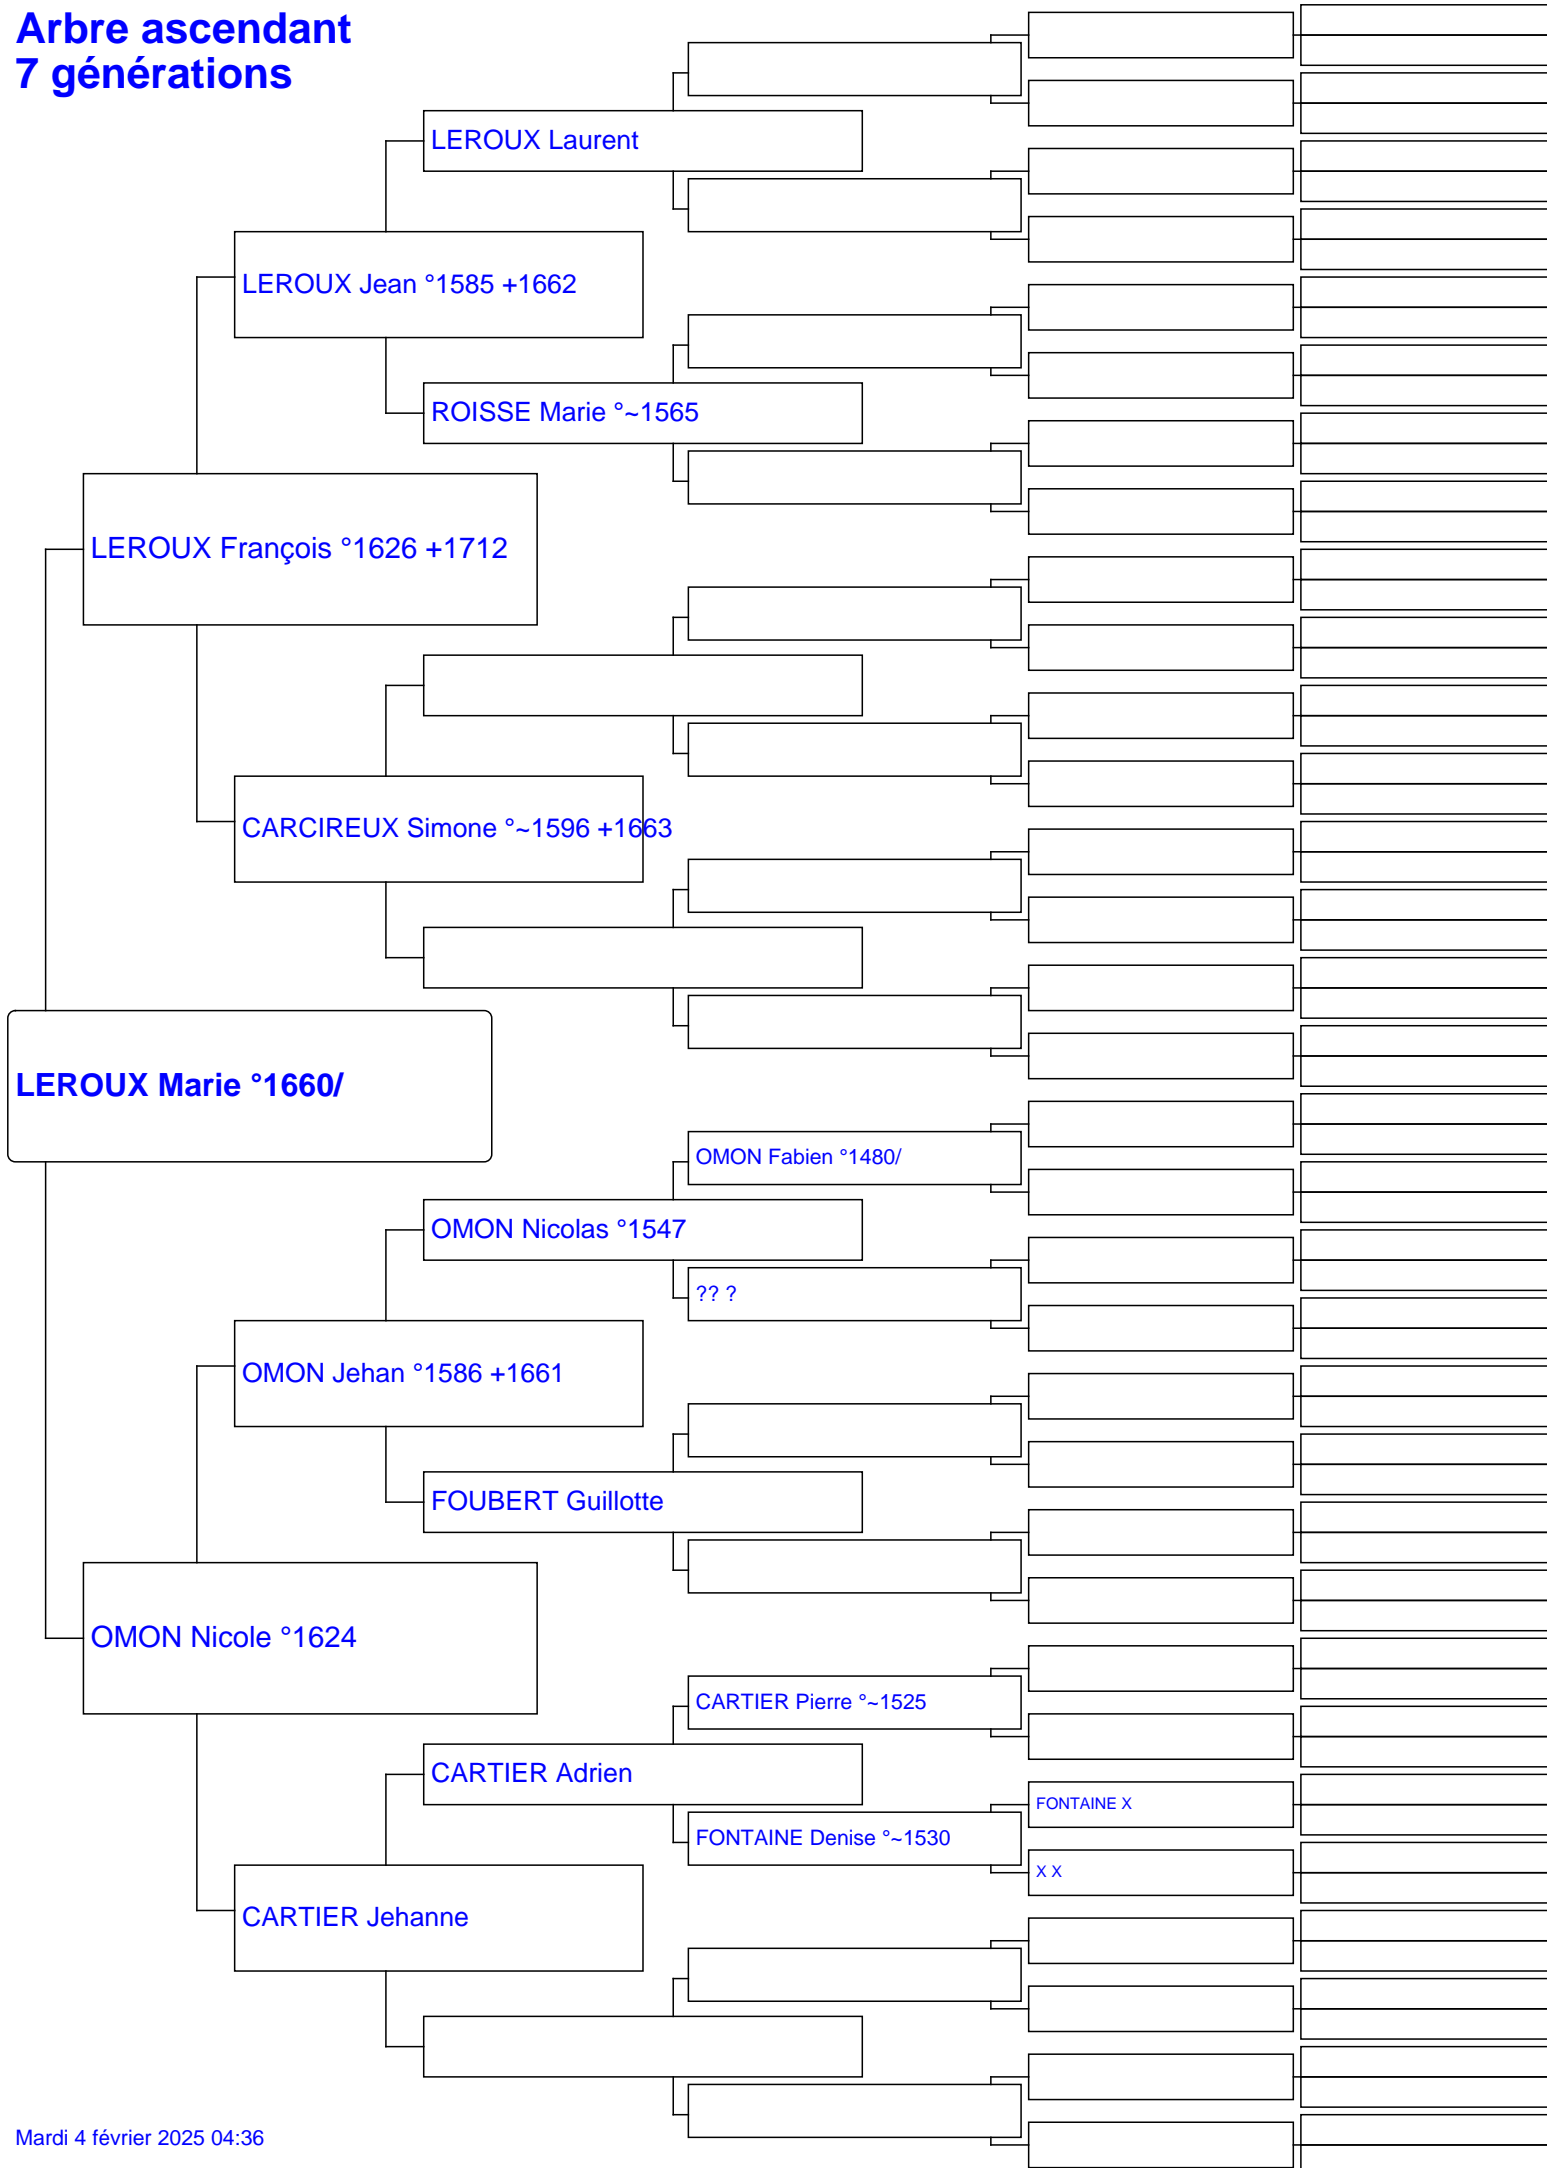 Arbre ascendant
7 générations
LEROUX Laurent
LEROUX Jean °1585 +1662
ROISSE Marie °~1565
LEROUX François °1626 +1712
CARCIREUX Simone °~1596 +1663
LEROUX Marie °1660/
OMON Fabien °1480/
OMON Nicolas °1547
?? ?
OMON Jehan °1586 +1661
FOUBERT Guillotte
OMON Nicole °1624
CARTIER Pierre °~1525
CARTIER Adrien
FONTAINE X
FONTAINE Denise °~1530
X X
CARTIER Jehanne
Mardi 4 février 2025 04:36